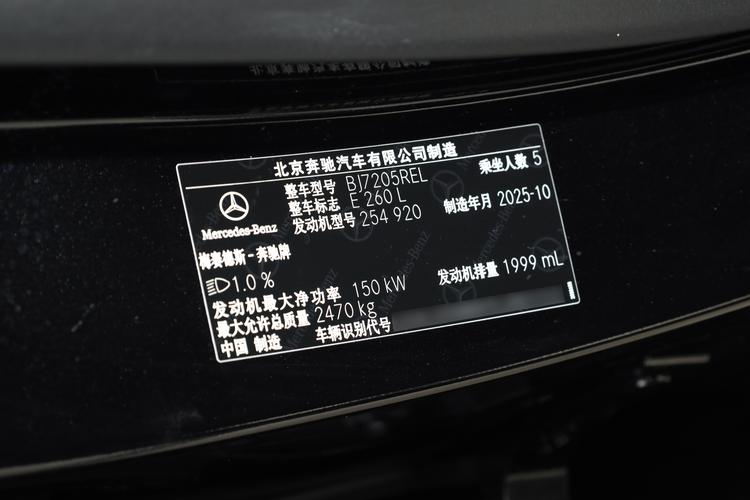 北京奔驰汽车有限公司制造
整车型号 BJ7205REL 乘坐人数 5
整车标志 E 260 L
发动机型号 254 920 制造年月 2025-10
Mercedes-Benz
梅赛德斯-奔驰牌
1.0 %
发动机最大净功率 150 kW 发动机排量 1999 mL
最大允许总质量 2470 kg
中国 制造 车辆识别代号